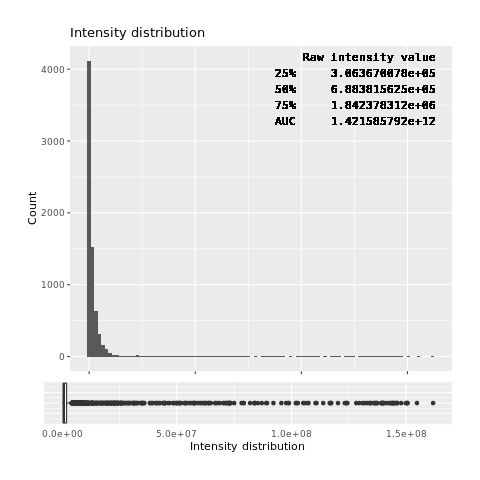 Intensity distribution
Raw intensity value
25% 3.063670078e+05
50% 6.883815625e+05
75% 1.842378312e+06
AUC 1.421585792e+12
Count
4000
3000
2000
1000
0
0.0e+00 5.0e+07 1.0e+08 1.5e+08
Intensity distribution